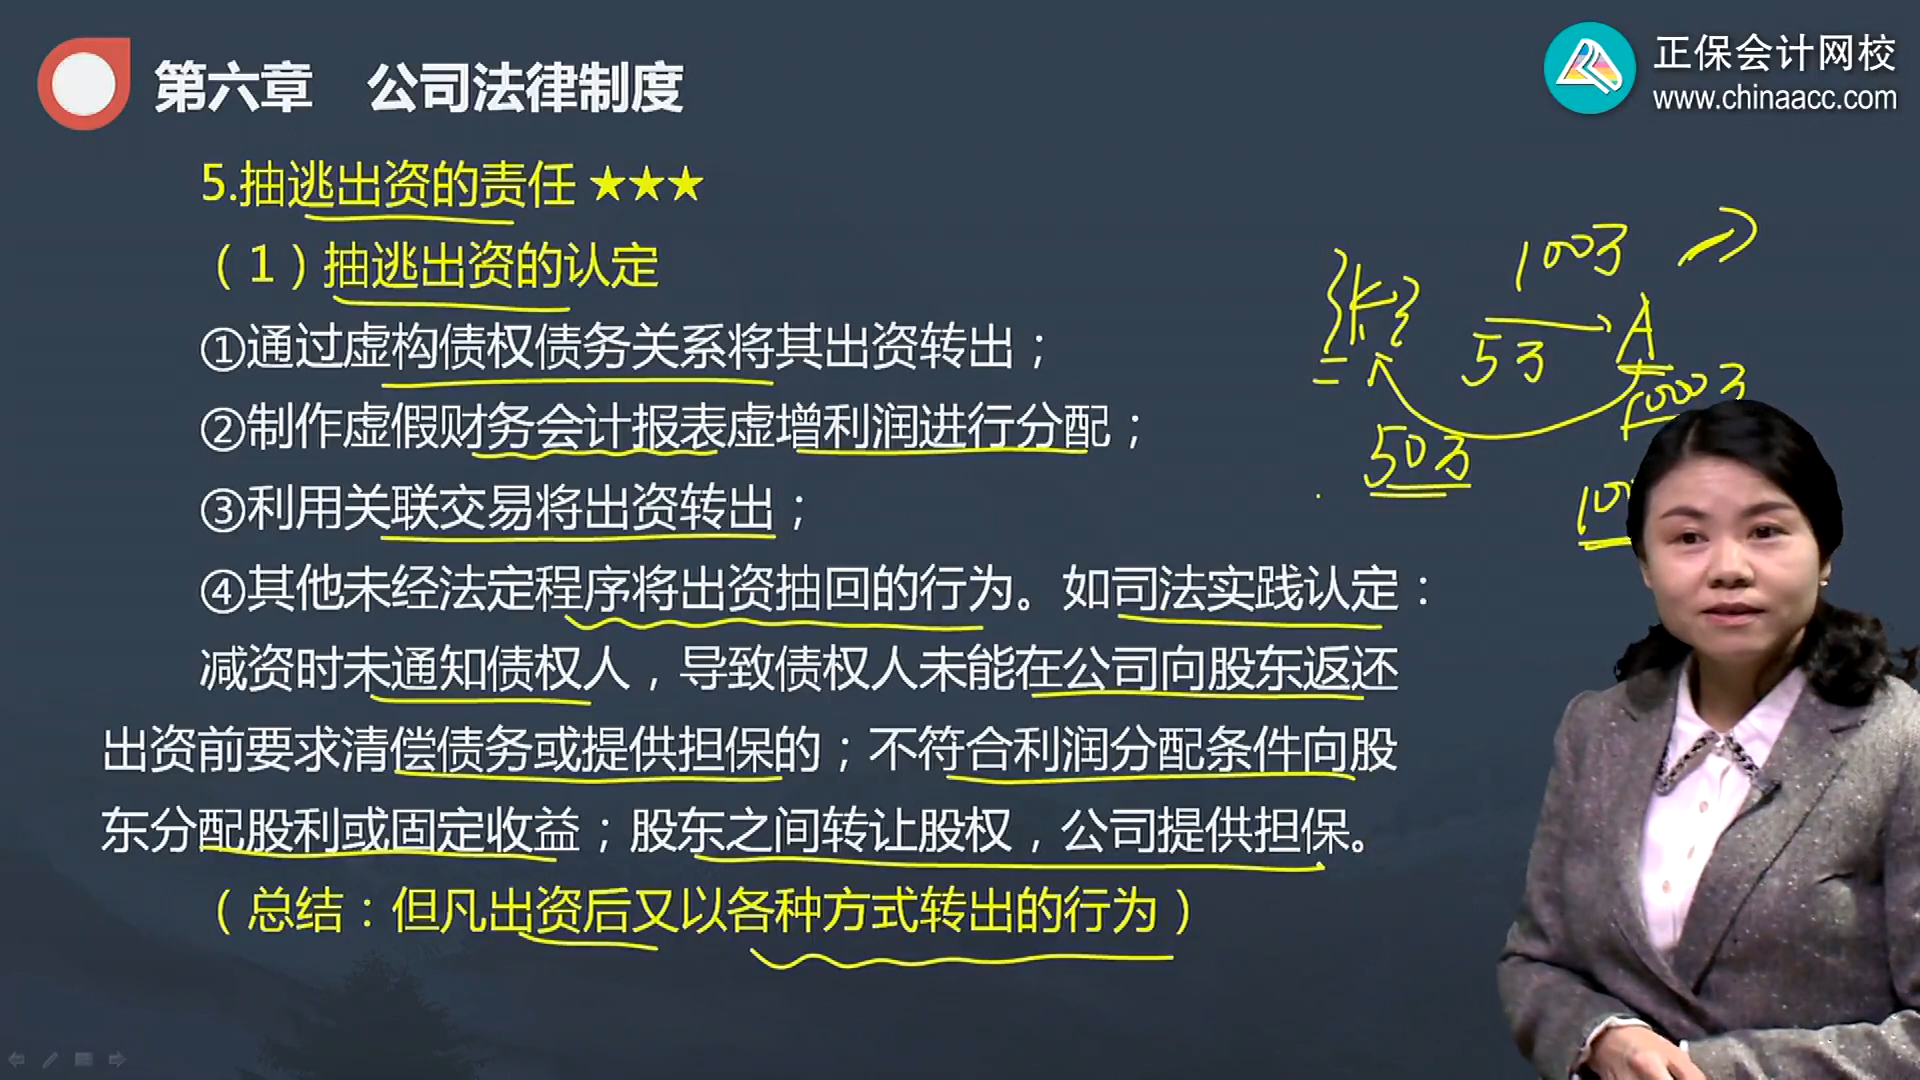 第六章 公司法律制度
正保会计网校
www.chinaacc.com
5.抽逃出资的责任 ★★★
（1）抽逃出资的认定
①通过虚构债权债务关系将其出资转出；
②制作虚假财务会计报表虚增利润进行分配；
③利用关联交易将出资转出；
④其他未经法定程序将出资抽回的行为。如司法实践认定：
减资时未通知债权人，导致债权人未能在公司向股东返还
出资前要求清偿债务或提供担保的；不符合利润分配条件向股
东分配股利或固定收益；股东之间转让股权，公司提供担保。
（总结：但凡出资后又以各种方式转出的行为）
100万
张三
A
5万
1000万
50万